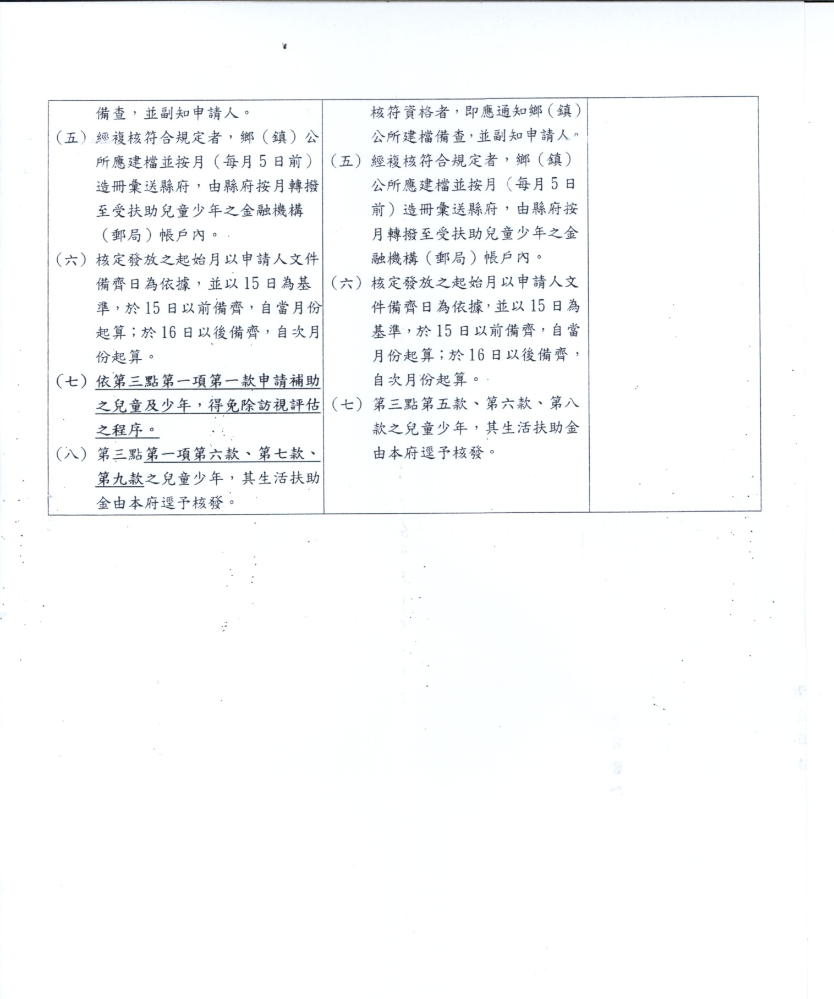 備查，並副知申請人。
（五）經複核符合規定者，鄉（鎮）公
所應建檔並按月（每月5日前）
造冊彙送縣府，由縣府按月轉撥
至受扶助兒童少年之金融機構
（郵局）帳戶內。
（六）核定發放之起始月以申請人文件
備齊日為依據，並以15日為基
準，於15日以前備齊，自當月份
起算；於16日以後備齊，自次月
份起算。
（七）依第三點第一項第一款申請補助
之兒童及少年，得免除訪視評估
之程序。
（八）第三點第一項第六款、第七款、
第九款之兒童少年，其生活扶助
金由本府逕予核發。
核符資格者，即應通知鄉（鎮）
公所建檔備查，並副知申請人。
（五）經複核符合規定者，鄉（鎮）
公所應建檔並按月（每月5日
前）造冊彙送縣府，由縣府按
月轉撥至受扶助兒童少年之金
融機構（郵局）帳戶內。
（六）核定發放之起始月以申請人文
件備齊日為依據，並以15日為
基準，於15日以前備齊，自當
月份起算；於16日以後備齊，
自次月份起算。
（七）第三點第五款、第六款、第八
款之兒童少年，其生活扶助金
由本府逕予核發。